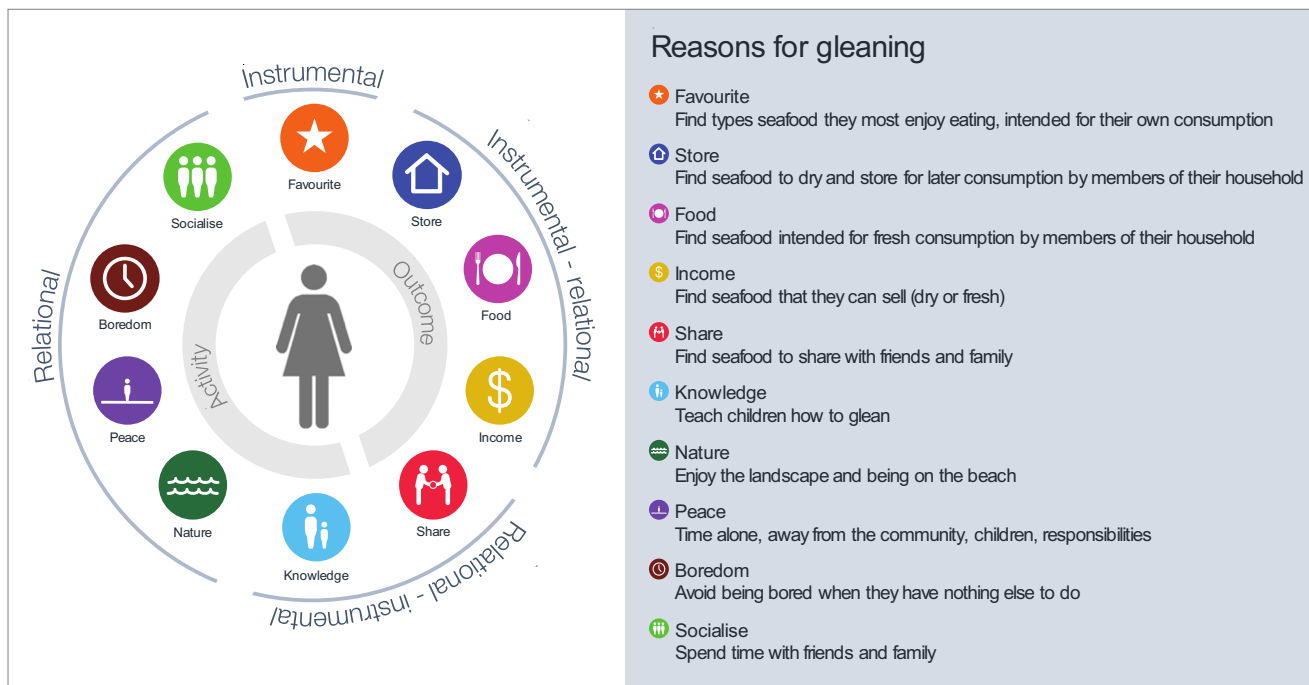 Instrumental
Instrumental - relational
Relational - instrumental
Relational
Outcome
Activity
Favourite
Store
Food
$
Income
Share
Knowledge
Nature
Peace
Boredom
Socialise
Reasons for gleaning
Favourite
Find types seafood they most enjoy eating, intended for their own consumption
Store
Find seafood to dry and store for later consumption by members of their household
Food
Find seafood intended for fresh consumption by members of their household
$ Income
Find seafood that they can sell (dry or fresh)
Share
Find seafood to share with friends and family
Knowledge
Teach children how to glean
Nature
Enjoy the landscape and being on the beach
Peace
Time alone, away from the community, children, responsibilities
Boredom
Avoid being bored when they have nothing else to do
Socialise
Spend time with friends and family